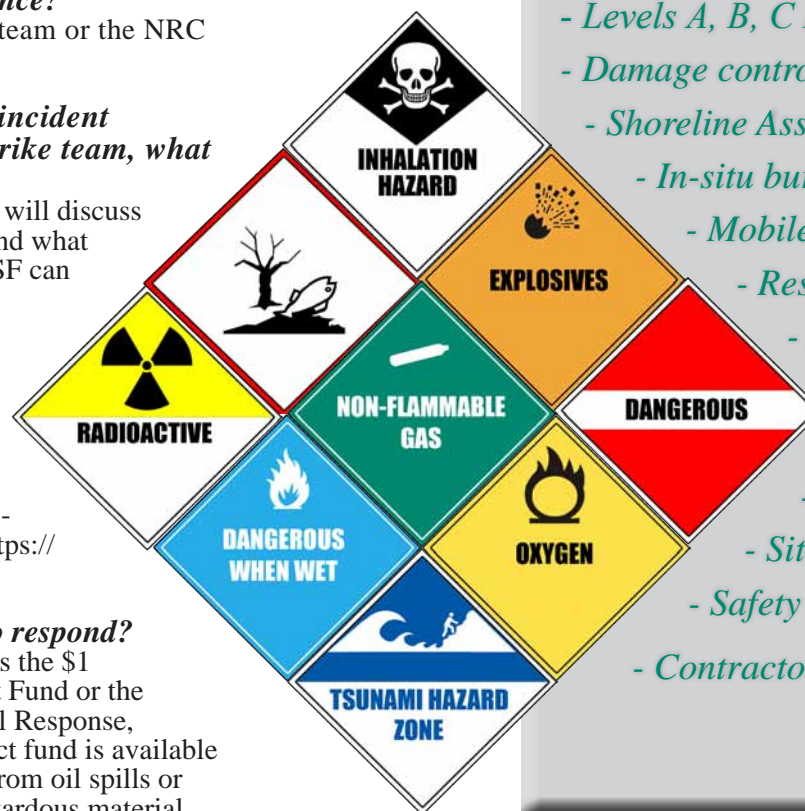 team or the NRC
incident
team, what
will discuss
what
SF can
tps://
respond?
s the $1
Fund or the
Response,
ct fund is available
rom oil spills or
ardous material
INHALATION
HAZARD
EXPLOSIVES
RADIOACTIVE
NON-FLAMMABLE
GAS
DANGEROUS
DANGEROUS
WHEN WET
OXYGEN
TSUNAMI HAZARD
ZONE
- Levels A, B, C
- Damage contro
- Shoreline Ass
- In-situ bu
- Mobile
- Res
-
-
- Sit
- Safety
- Contracto